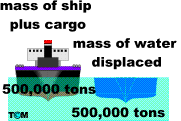 mass of ship
plus cargo
mass of water
displaced
500,000 tons
500,000 tons
TCM